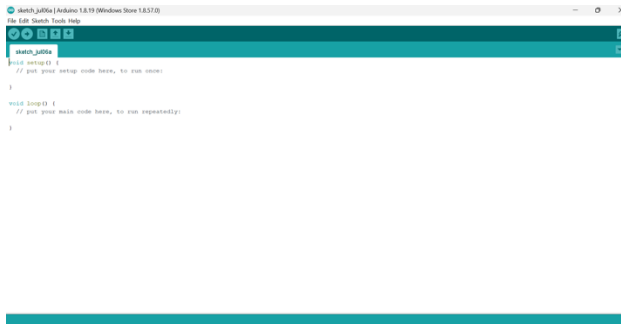 sketch_jul06a | Arduino 1.8.19 (Windows Store 1.8.57.0)
File Edit Sketch Tools Help
sketch_jul06a
void setup() {
// put your setup code here, to run once:
}
void loop() {
// put your main code here, to run repeatedly:
}